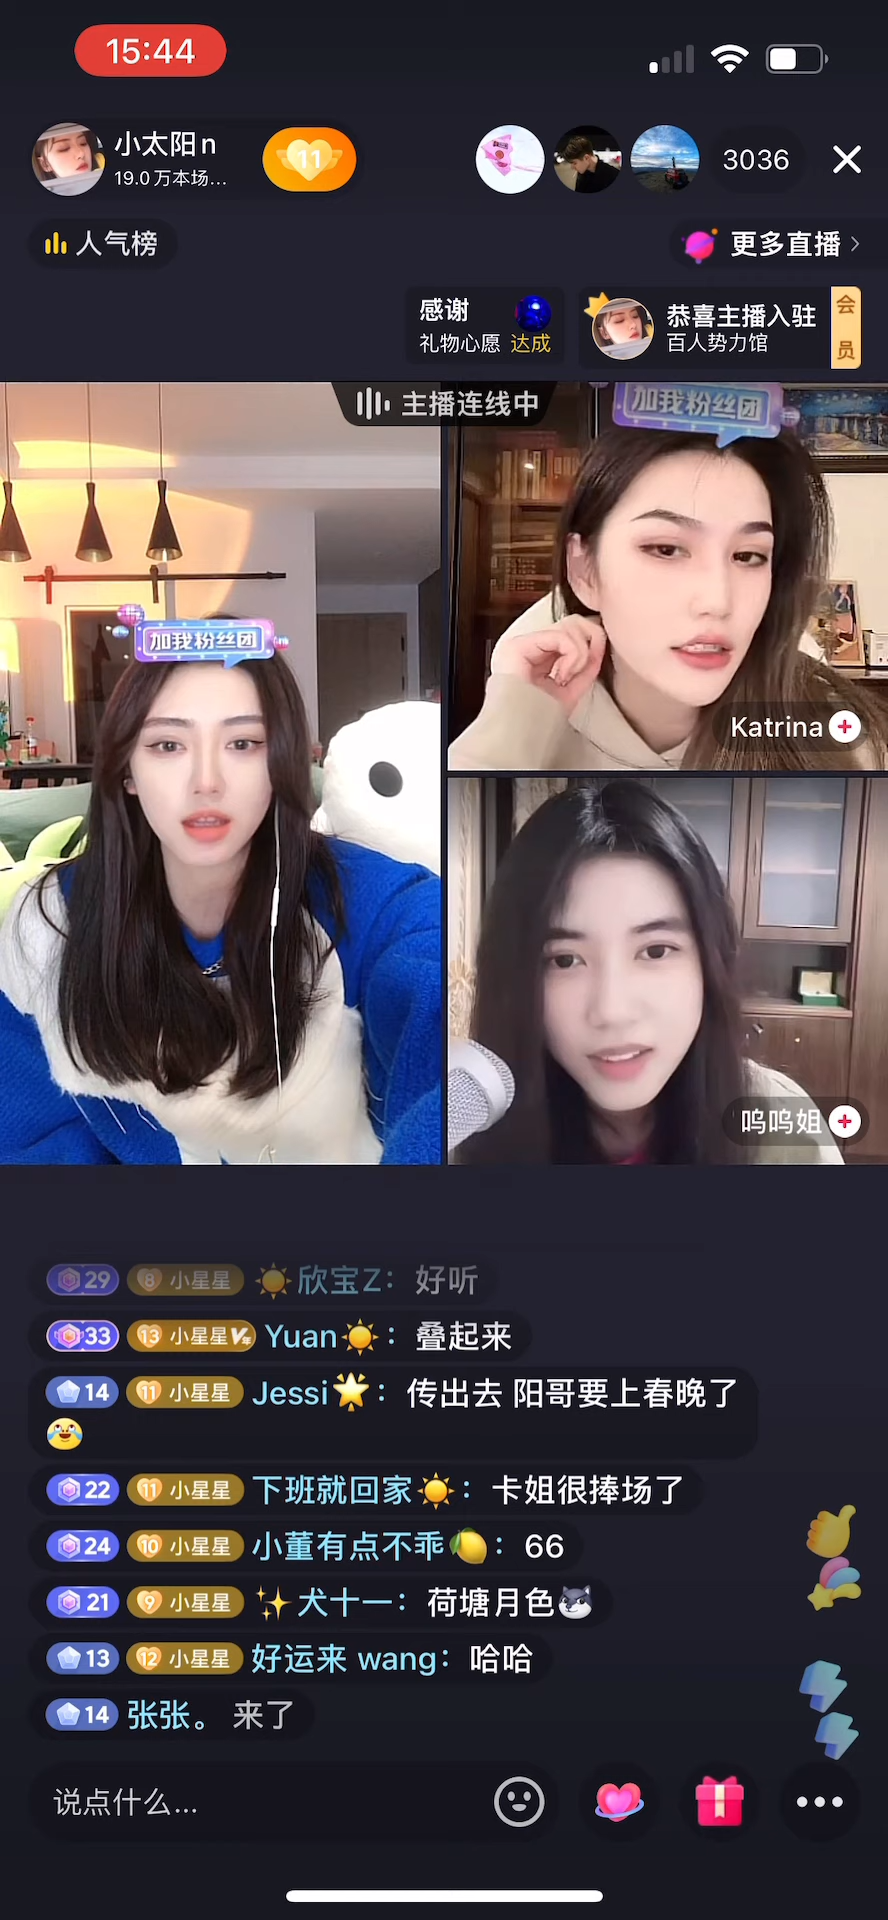 15:44
小太阳n
19.0万本场...
11
3036
人气榜
更多直播
感谢
礼物心愿 达成
恭喜主播入驻
百人势力馆
会员
主播连线中
加我粉丝团
加我粉丝团
Katrina
呜呜姐
29 8 小星星 ☀️欣宝Z: 好听
33 13 小星星 V年 Yuan☀️: 叠起来
14 11 小星星 Jessi🌟: 传出去 阳哥要上春晚了
😂
22 11 小星星 下班就回家☀️: 卡姐很捧场了
24 10 小星星 小董有点不乖🍋: 66
21 9 小星星 ✨犬十一: 荷塘月色🐺
13 12 小星星 好运来 wang: 哈哈
14 张张。 来了
说点什么...